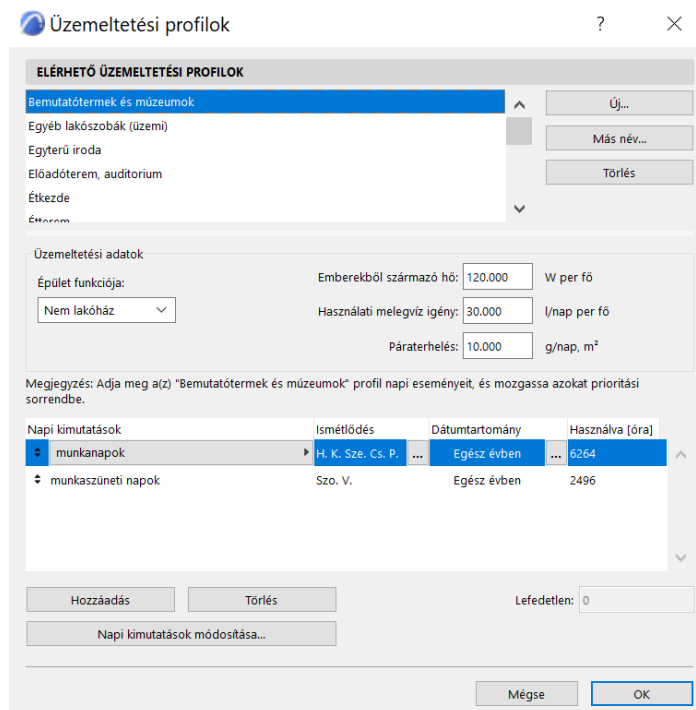 Üzemeltetési profilok
ELÉRHETŐ ÜZEMELTETÉSI PROFILOK
Bemutatótermek és múzeumok
Egyéb lakószobák (üzemi)
Egyterű iroda
Előadóterem, auditorium
Étkezde
Étterem
Új...
Más név...
Törlés
Üzemeltetési adatok
Épület funkciója:
Nem lakóház
Emberekből származó hő: 120.000 W per fő
Használati melegvíz igény: 30.000 l/nap per fő
Páraterhelés: 10.000 g/nap, m²
Megjegyzés: Adja meg a(z) "Bemutatótermek és múzeumok" profil napi eseményeit, és mozgassa azokat prioritási
sorrendbe.
Napi kimutatások Ismétlődés Dátumtartomány Használva [óra]
munkanapok H. K. Sze. Cs. P. ... Egész évben ... 6264
munkaszüneti napok Szo. V. Egész évben 2496
Hozzáadás Törlés Lefedetlen: 0
Napi kimutatások módosítása...
Mégse OK